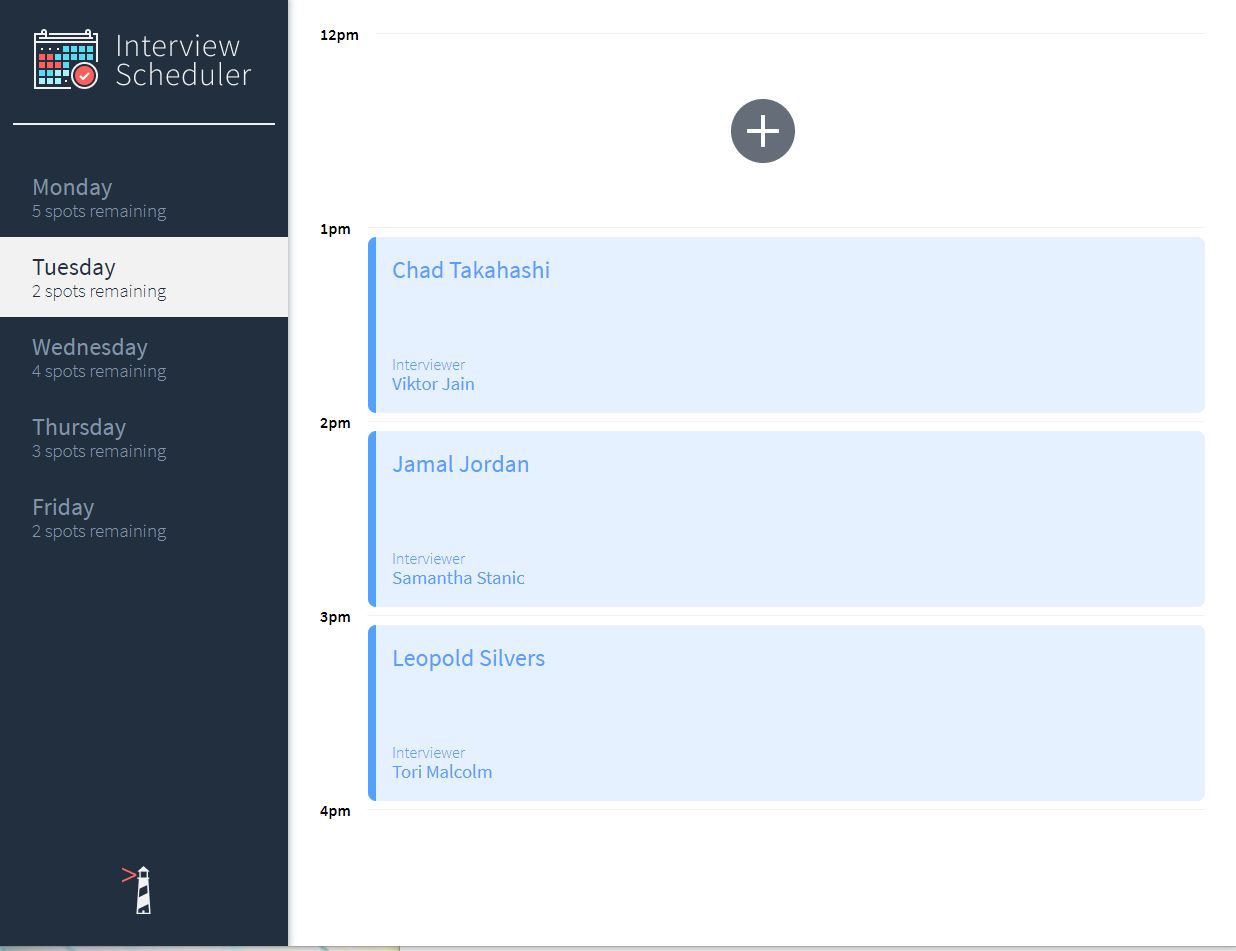 Interview
Scheduler
Monday
5 spots remaining
Tuesday
2 spots remaining
Wednesday
4 spots remaining
Thursday
3 spots remaining
Friday
2 spots remaining
12pm
1pm
Chad Takahashi
Interviewer
Viktor Jain
2pm
Jamal Jordan
Interviewer
Samantha Stanic
3pm
Leopold Silvers
Interviewer
Tori Malcolm
4pm